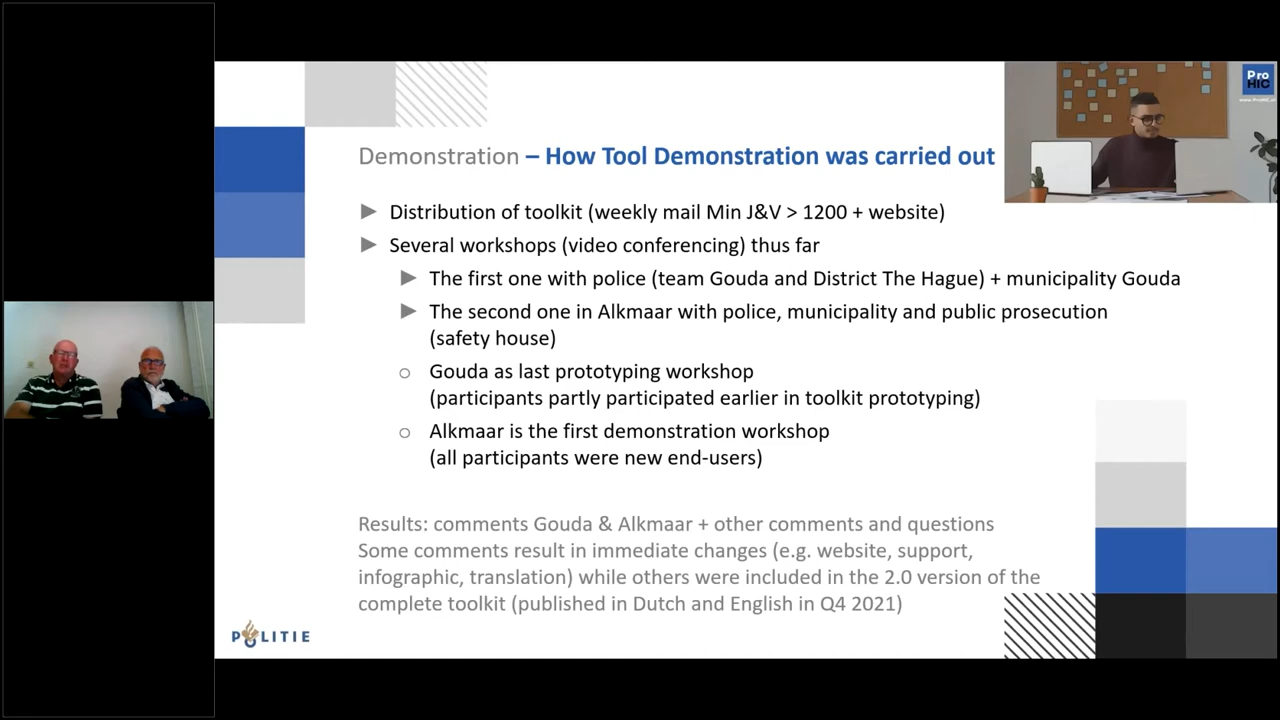 Pro
HIC
www.ProHIC.nl
Demonstration – How Tool Demonstration was carried out
Distribution of toolkit (weekly mail Min J&V > 1200 + website)
Several workshops (video conferencing) thus far
The first one with police (team Gouda and District The Hague) + municipality Gouda
The second one in Alkmaar with police, municipality and public prosecution
(safety house)
Gouda as last prototyping workshop
(participants partly participated earlier in toolkit prototyping)
Alkmaar is the first demonstration workshop
(all participants were new end-users)
Results: comments Gouda & Alkmaar + other comments and questions
Some comments result in immediate changes (e.g. website, support,
infographic, translation) while others were included in the 2.0 version of the
complete toolkit (published in Dutch and English in Q4 2021)
POLITIE